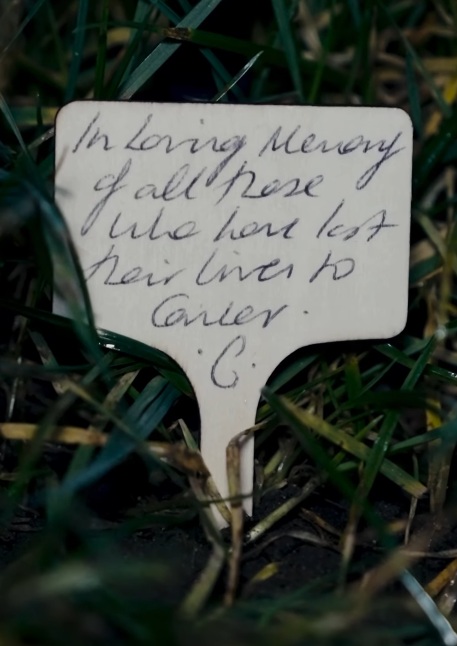 In Loving Memory
of all those
who have lost
their lives to
Cancer.
. C .